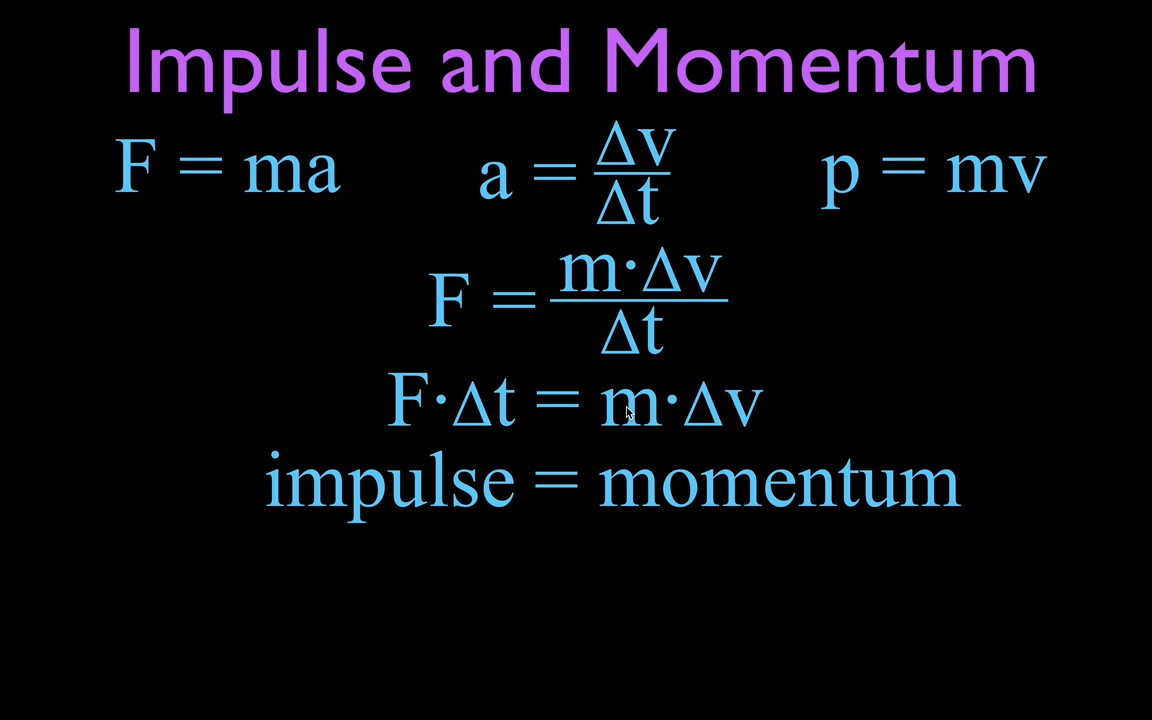 Impulse and Momentum
F = ma a = Δv/Δt p = mv
F = m·Δv/Δt
F·Δt = m·Δv
impulse = momentum